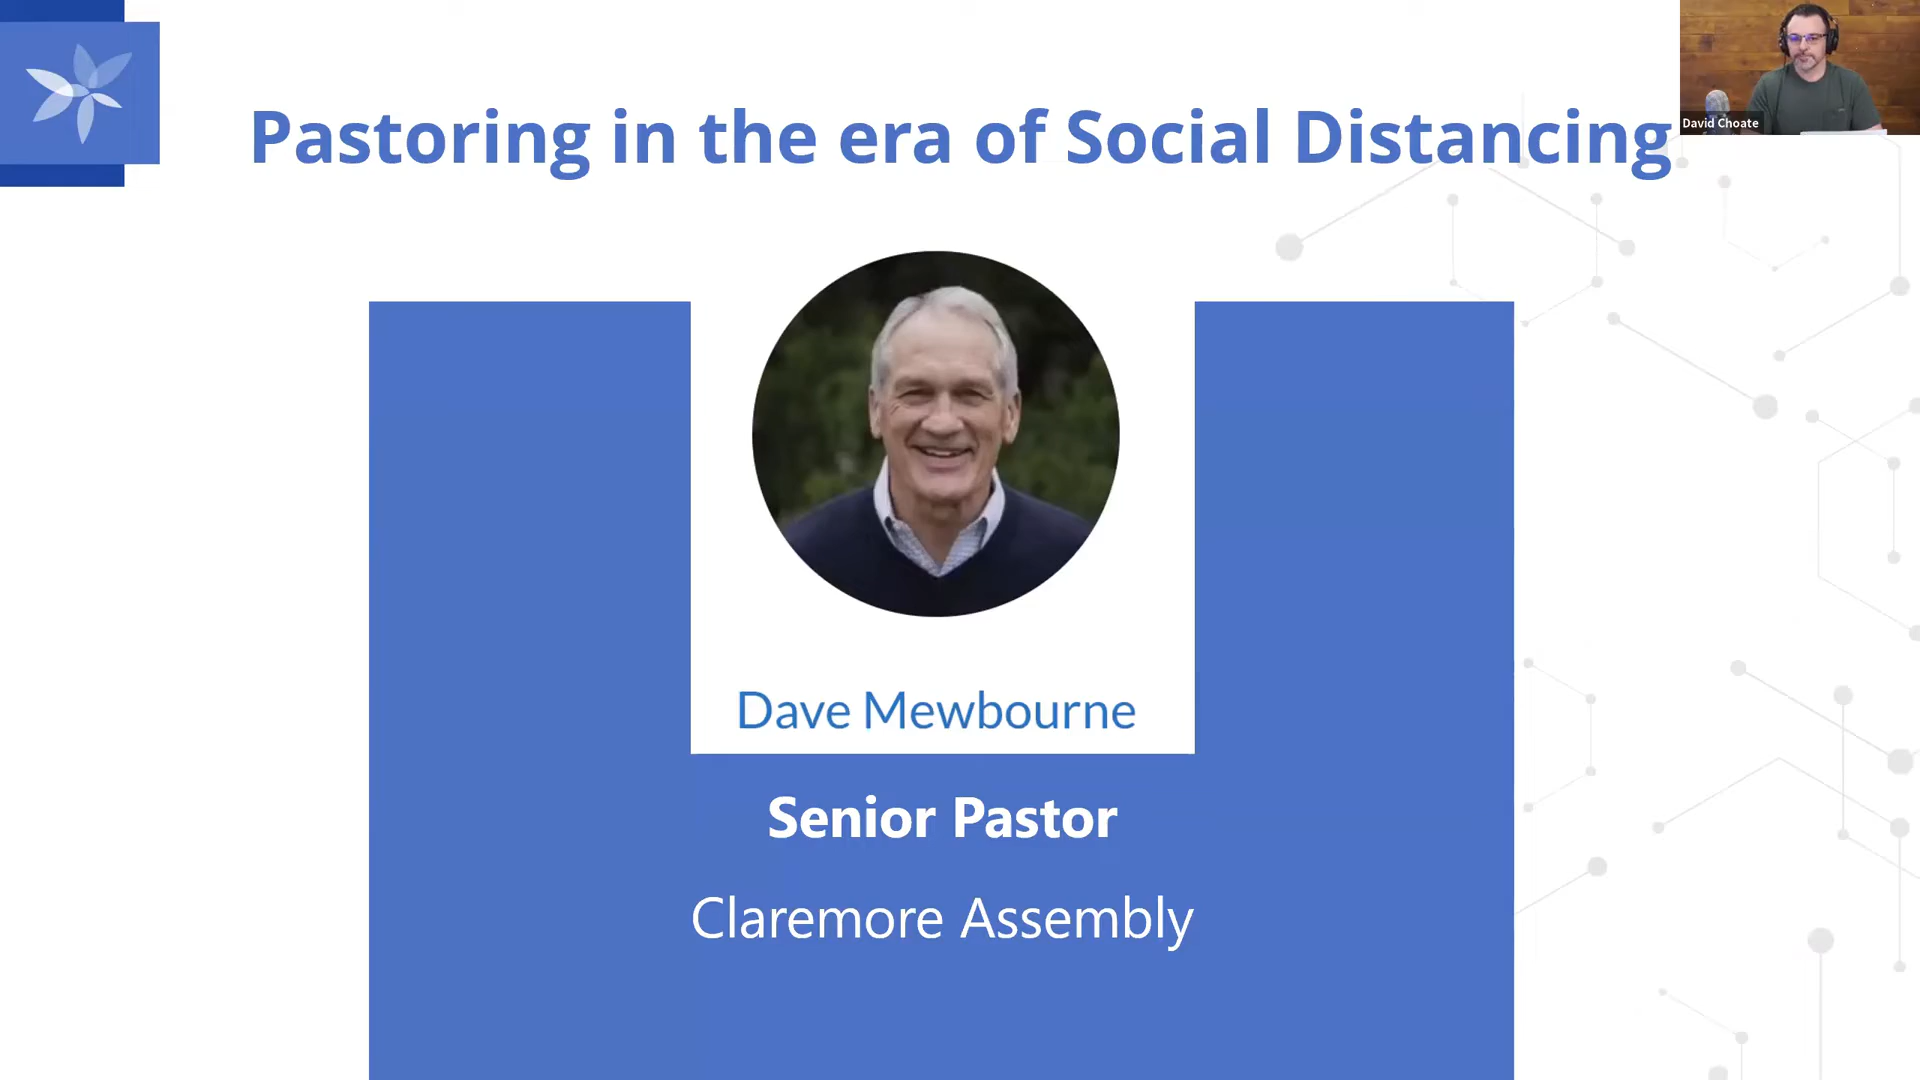 Pastoring in the era of Social Distancing
David Choate
Dave Mewbourne
Senior Pastor
Claremore Assembly